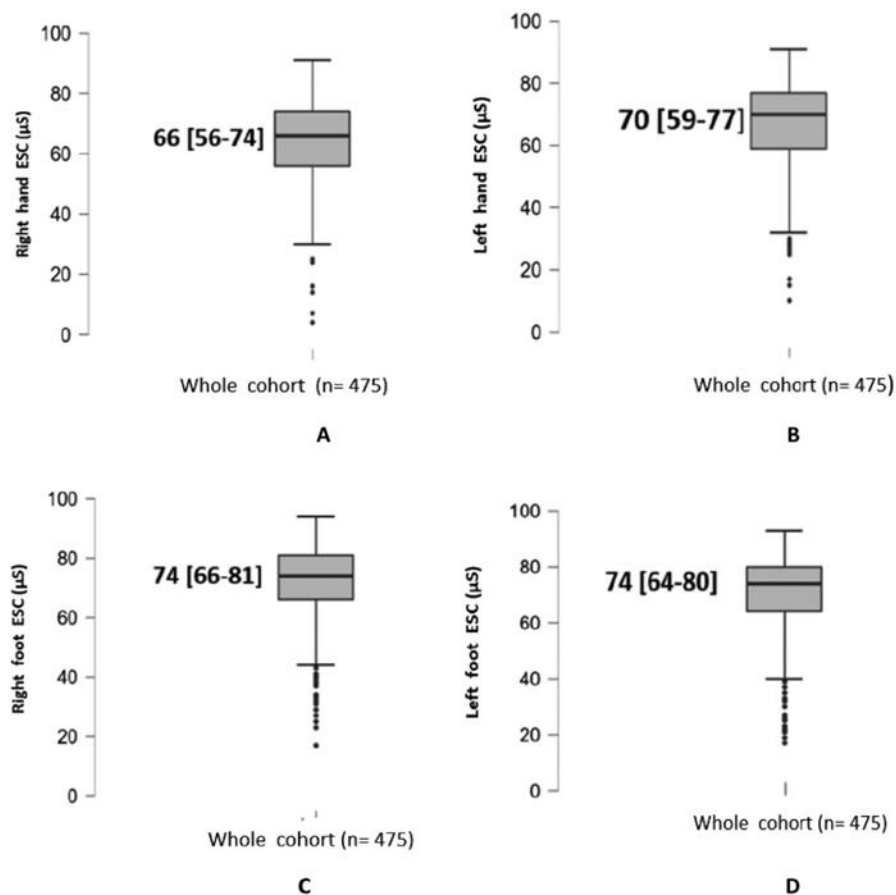 Right hand ESC (µS)
100
80
60
40
20
0
66 [56-74]
Whole cohort (n= 475)
A
Left hand ESC (µS)
100
80
60
40
20
0
70 [59-77]
Whole cohort (n= 475)
B
Right foot ESC (µS)
100
80
60
40
20
0
74 [66-81]
Whole cohort (n= 475)
C
Left foot ESC (µS)
100
80
60
40
20
0
74 [64-80]
Whole cohort (n= 475)
D